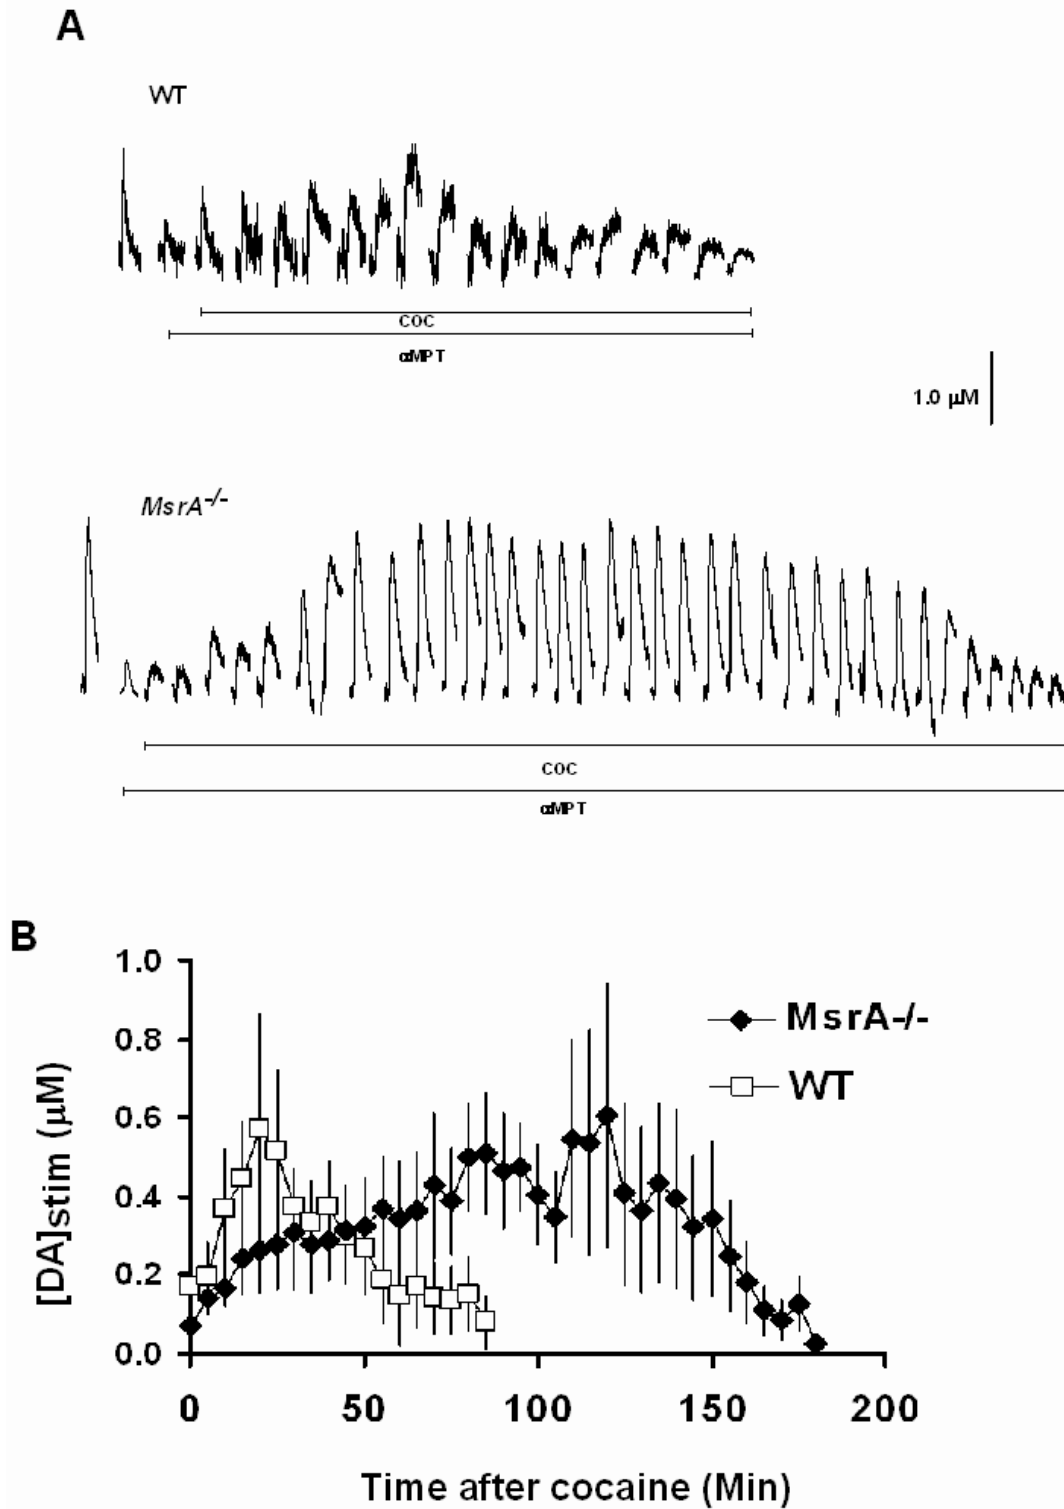 A
WT
COC
αMPT
1.0 µM
MsrA-/-
COC
αMPT
B
1.0
0.8
0.6
0.4
0.2
0.0
[DA]stim (µM)
MsrA-/-
WT
0 50 100 150 200
Time after cocaine (Min)